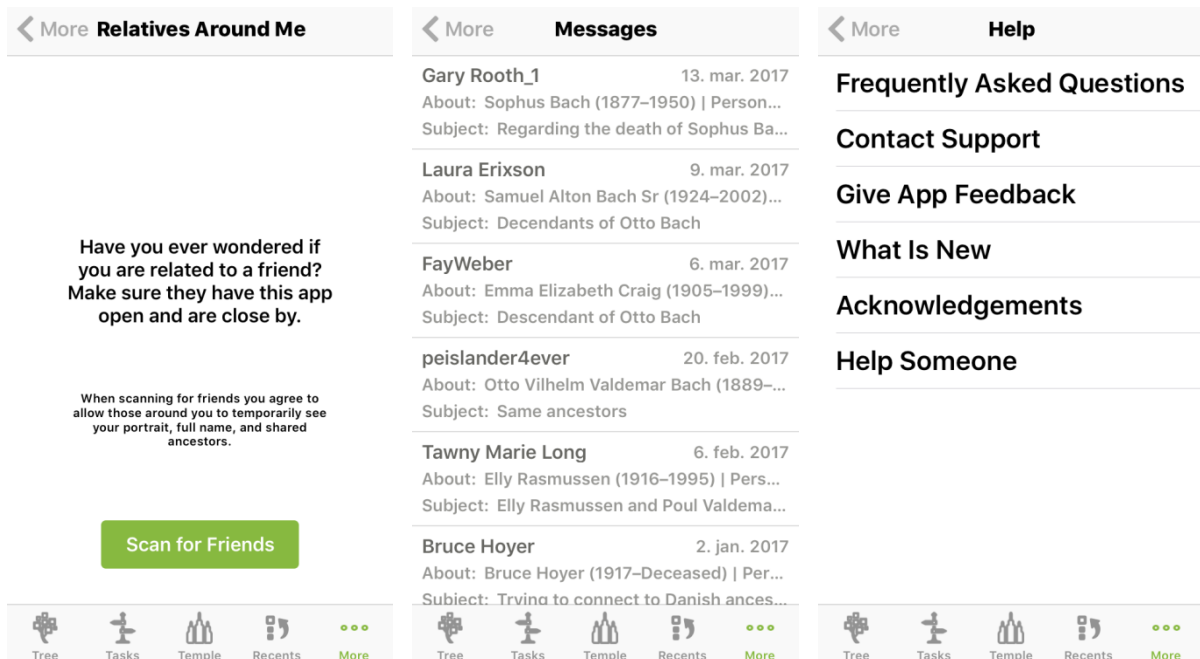 More Relatives Around Me
Have you ever wondered if
you are related to a friend?
Make sure they have this app
open and are close by.
When scanning for friends you agree to
allow those around you to temporarily see
your portrait, full name, and shared
ancestors.
Scan for Friends
Tree Tasks Temple Recents More
More Messages
Gary Rooth_1 13. mar. 2017
About: Sophus Bach (1877–1950) | Person...
Subject: Regarding the death of Sophus Ba...
Laura Erixson 9. mar. 2017
About: Samuel Alton Bach Sr (1924–2002)...
Subject: Decendants of Otto Bach
FayWeber 6. mar. 2017
About: Emma Elizabeth Craig (1905–1999)...
Subject: Descendant of Otto Bach
peislander4ever 20. feb. 2017
About: Otto Vilhelm Valdemar Bach (1889–...
Subject: Same ancestors
Tawny Marie Long 6. feb. 2017
About: Elly Rasmussen (1916–1995) | Pers...
Subject: Elly Rasmussen and Poul Valdema...
Bruce Hoyer 2. jan. 2017
About: Bruce Hoyer (1917–Deceased) | Per...
Subject: Trying to connect to Danish ances...
Tree Tasks Temple Recents More
More Help
Frequently Asked Questions
Contact Support
Give App Feedback
What Is New
Acknowledgements
Help Someone
Tree Tasks Temple Recents More